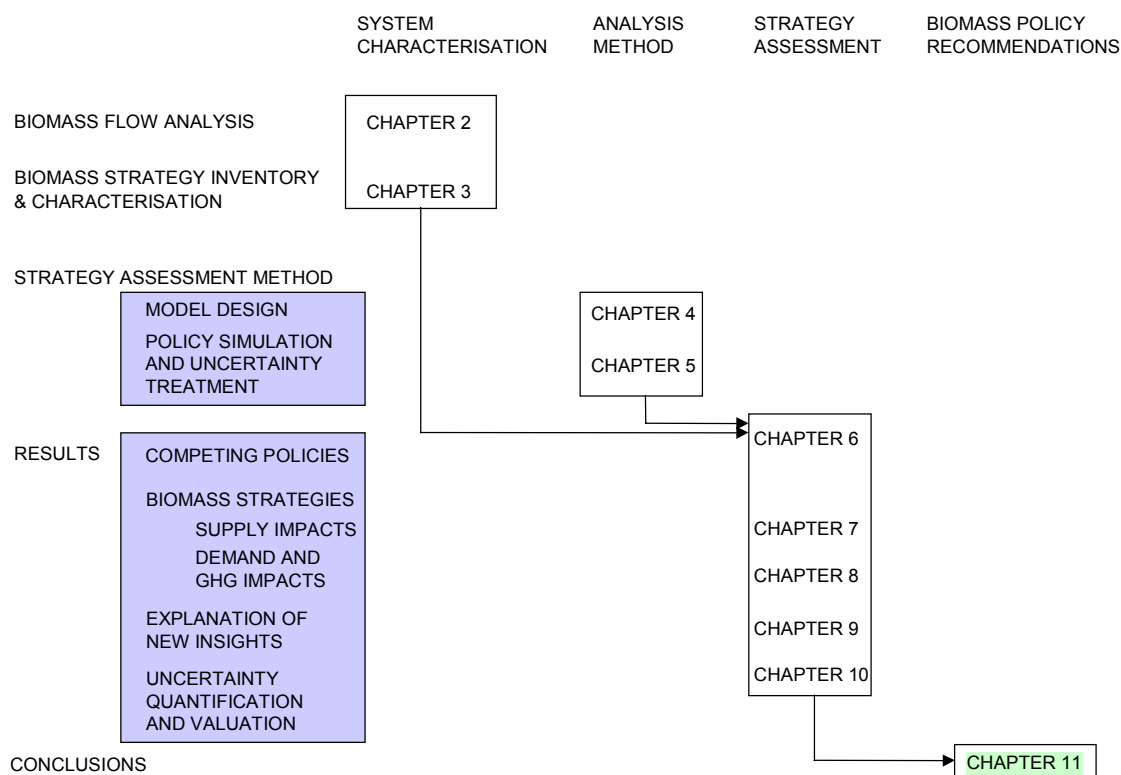 SYSTEM
CHARACTERISATION
ANALYSIS
METHOD
STRATEGY
ASSESSMENT
BIOMASS POLICY
RECOMMENDATIONS
BIOMASS FLOW ANALYSIS
CHAPTER 2
BIOMASS STRATEGY INVENTORY
& CHARACTERISATION
CHAPTER 3
STRATEGY ASSESSMENT METHOD
MODEL DESIGN
CHAPTER 4
POLICY SIMULATION
AND UNCERTAINTY
TREATMENT
CHAPTER 5
RESULTS
COMPETING POLICIES
CHAPTER 6
BIOMASS STRATEGIES
SUPPLY IMPACTS
CHAPTER 7
DEMAND AND
GHG IMPACTS
CHAPTER 8
EXPLANATION OF
NEW INSIGHTS
CHAPTER 9
UNCERTAINTY
QUANTIFICATION
AND VALUATION
CHAPTER 10
CONCLUSIONS
CHAPTER 11